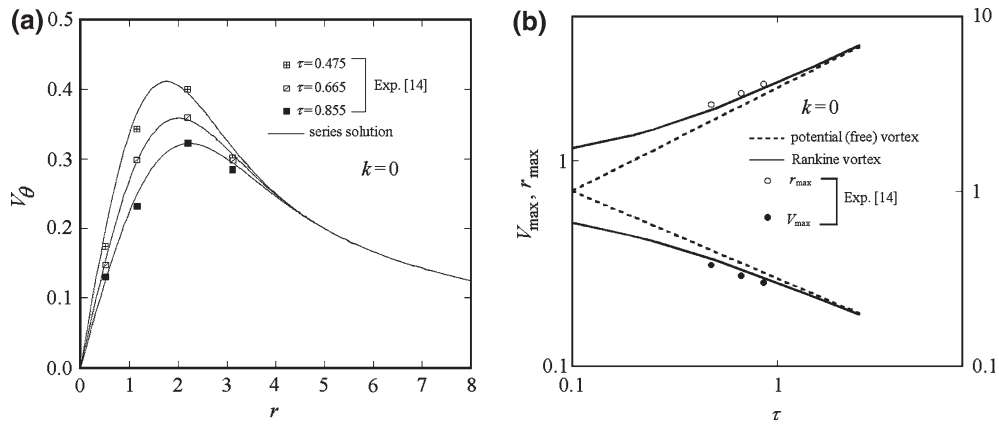 (a)
0.5
0.4
0.3
0.2
0.1
0.0
V_θ
τ=0.475
τ=0.665
τ=0.855
Exp. [14]
series solution
k=0
0 1 2 3 4 5 6 7 8
r
(b)
10
1
0.1
V_max, r_max
1
0.1
k=0
potential (free) vortex
Rankine vortex
r_max
V_max
Exp. [14]
0.1 1
τ